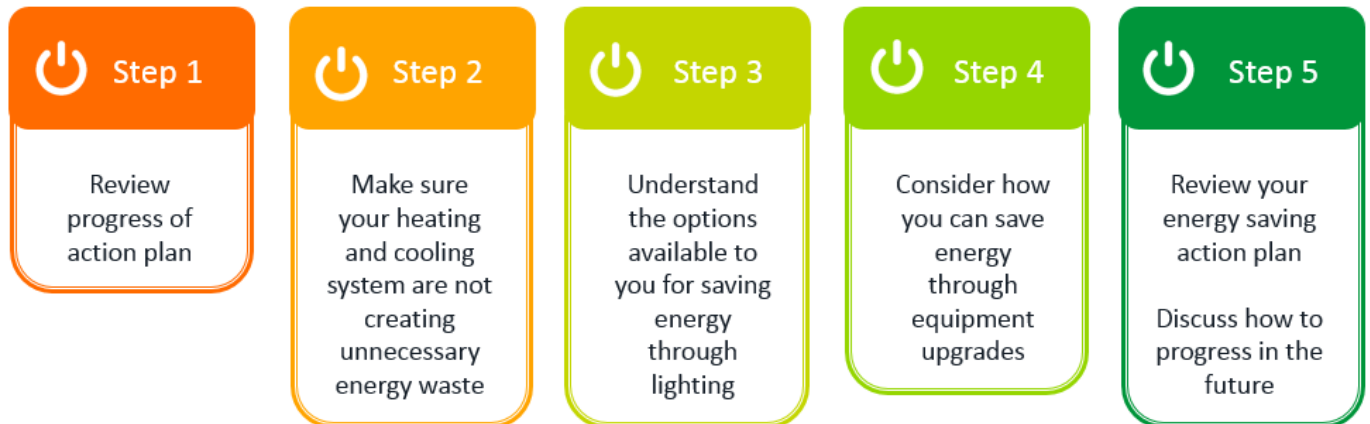 Step 1
Review
progress of
action plan
Step 2
Make sure
your heating
and cooling
system are not
creating
unnecessary
energy waste
Step 3
Understand
the options
available to
you for saving
energy
through
lighting
Step 4
Consider how
you can save
energy
through
equipment
upgrades
Step 5
Review your
energy saving
action plan
Discuss how to
progress in the
future